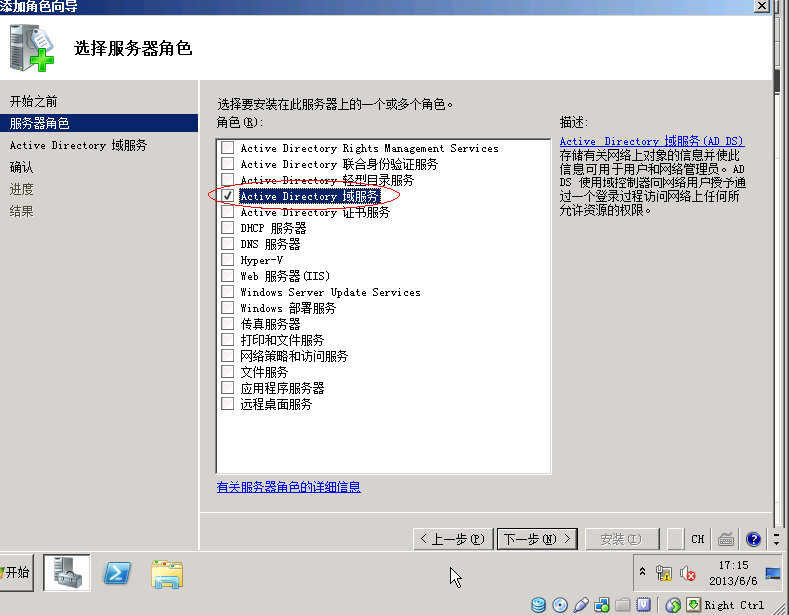 添加角色向导
选择服务器角色
开始之前
服务器角色
Active Directory 域服务
确认
进度
结果
选择要安装在此服务器上的一个或多个角色。
角色(R):
Active Directory Rights Management Services
Active Directory 联合身份验证服务
Active Directory 轻型目录服务
Active Directory 域服务
Active Directory 证书服务
DHCP 服务器
DNS 服务器
Hyper-V
Web 服务器(IIS)
Windows Server Update Services
Windows 部署服务
传真服务器
打印和文件服务
网络策略和访问服务
文件服务
应用程序服务器
远程桌面服务
有关服务器角色的详细信息
描述:
Active Directory 域服务(AD DS)
存储有关网络上对象的信息并使此
信息可用于用户和网络管理员。AD
DS 使用域控制器向网络用户授予通
过一个登录过程访问网络上任何所
允许资源的权限。
< 上一步(P)
下一步(N) >
安装(I)
CH
开始
17:15
2013/6/6
Right Ctrl